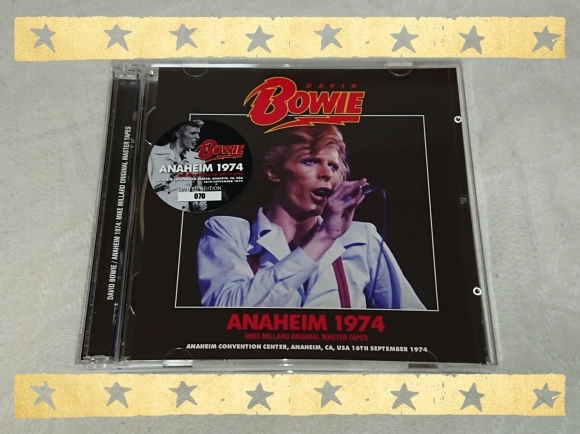 DAVID BOWIE / ANAHEIM 1974: MIKE MILLARD ORIGINAL MASTER TAPES
DAVID
BOWIE
BOWIE
ANAHEIM 1974
LIMITED EDITION
070
ANAHEIM 1974
MIKE MILLARD ORIGINAL MASTER TAPES
ANAHEIM CONVENTION CENTER, ANAHEIM, CA, USA 16TH SEPTEMBER 1974